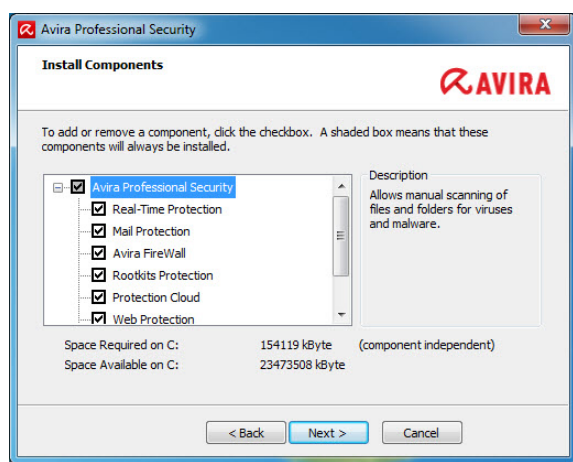 Avira Professional Security
Install Components
AVIRA
To add or remove a component, click the checkbox. A shaded box means that these
components will always be installed.
Avira Professional Security
Real-Time Protection
Mail Protection
Avira FireWall
Rootkits Protection
Protection Cloud
Web Protection
Description
Allows manual scanning of
files and folders for viruses
and malware.
Space Required on C: 154119 kByte (component independent)
Space Available on C: 23473508 kByte
< Back Next > Cancel